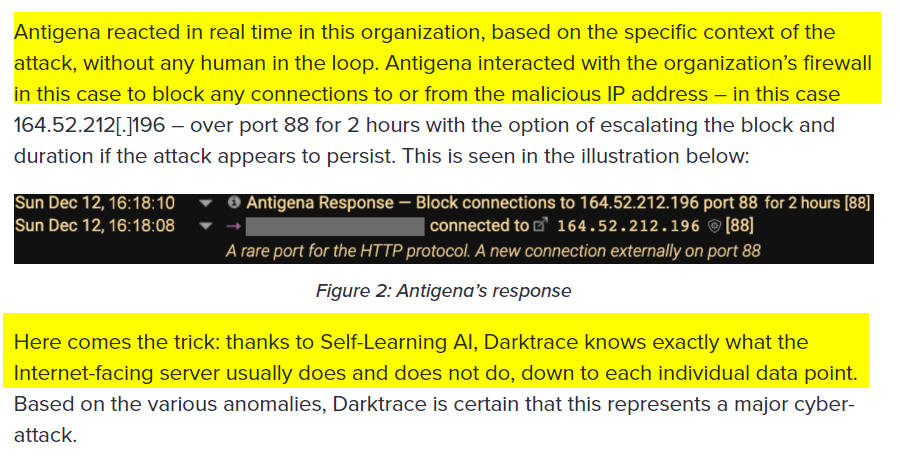 Antigena reacted in real time in this organization, based on the specific context of the
attack, without any human in the loop. Antigena interacted with the organization’s firewall
in this case to block any connections to or from the malicious IP address – in this case
164.52.212[.]196 – over port 88 for 2 hours with the option of escalating the block and
duration if the attack appears to persist. This is seen in the illustration below:
Sun Dec 12, 16:18:10 Antigena Response — Block connections to 164.52.212.196 port 88 for 2 hours [88]
Sun Dec 12, 16:18:08 connected to 164.52.212.196 [88]
A rare port for the HTTP protocol. A new connection externally on port 88
Figure 2: Antigena’s response
Here comes the trick: thanks to Self-Learning AI, Darktrace knows exactly what the
Internet-facing server usually does and does not do, down to each individual data point.
Based on the various anomalies, Darktrace is certain that this represents a major cyber-
attack.